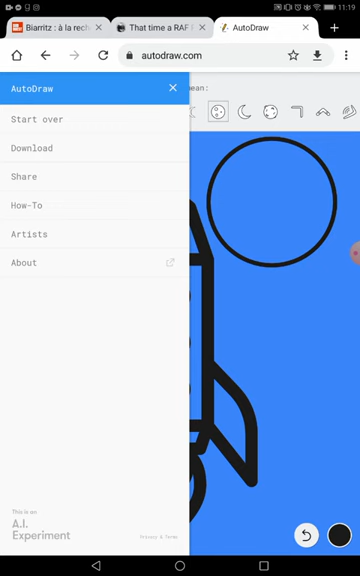 11:19
Biarritz : à la rech
That time a RAF
AutoDraw
autodraw.com
AutoDraw
ean:
Start over
Download
Share
How-To
Artists
About
This is an
A.I.
Experiment
Privacy & Terms